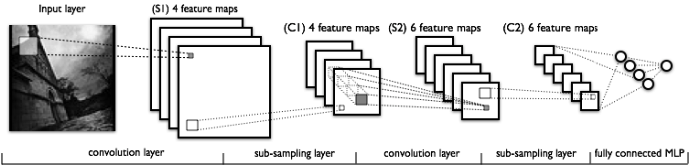 Input layer
(S1) 4 feature maps
(C1) 4 feature maps
(S2) 6 feature maps
(C2) 6 feature maps
convolution layer
sub-sampling layer
convolution layer
sub-sampling layer
fully connected MLP